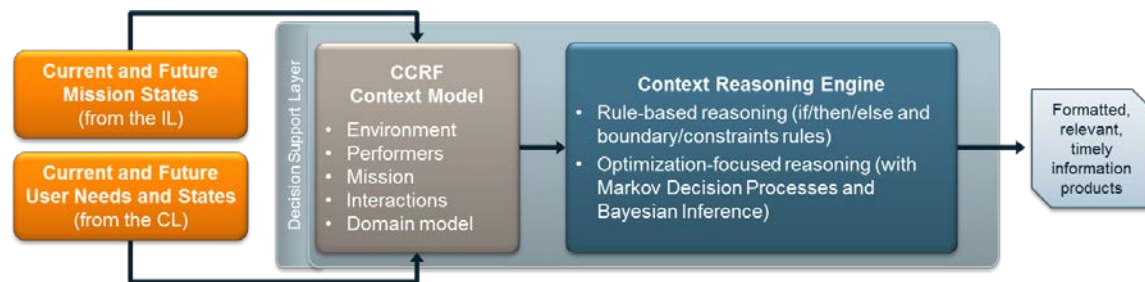 Current and Future
Mission States
(from the IL)
Current and Future
User Needs and States
(from the CL)
Decision Support Layer
CCRF
Context Model
• Environment
• Performers
• Mission
• Interactions
• Domain model
Context Reasoning Engine
• Rule-based reasoning (if/then/else and
boundary/constraints rules)
• Optimization-focused reasoning (with
Markov Decision Processes and
Bayesian Inference)
Formatted,
relevant,
timely
information
products